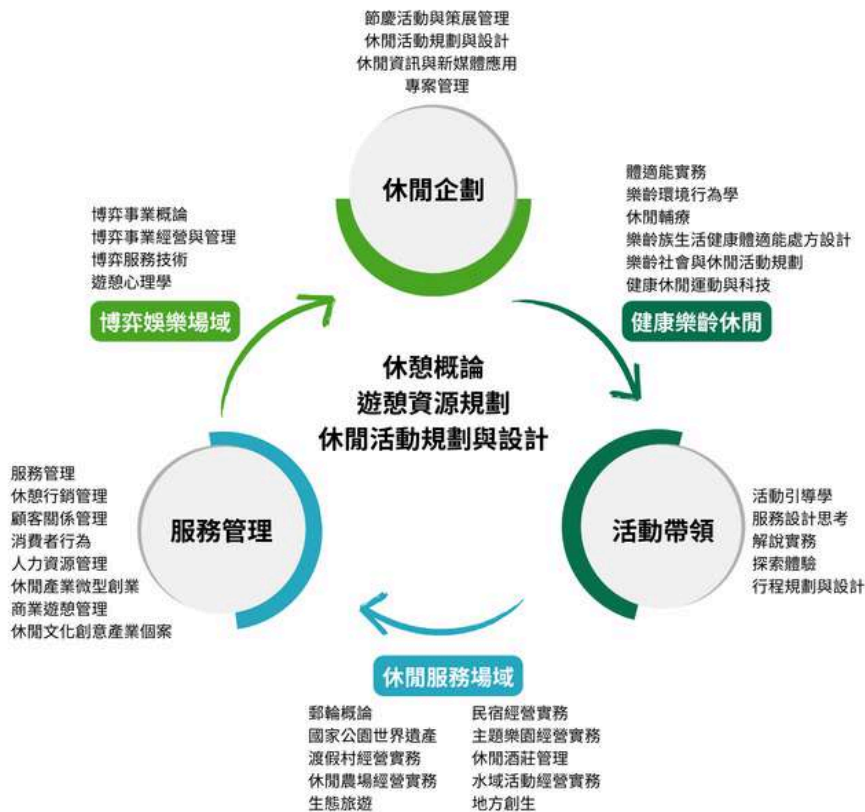 節慶活動與策展管理
休閒活動規劃與設計
休閒資訊與新媒體應用
專案管理
休閒企劃
體適能實務
樂齡環境行為學
休閒輔療
樂齡族生活健康體適能處方設計
樂齡社會與休閒活動規劃
健康休閒運動與科技
健康樂齡休閒
博弈事業概論
博弈事業經營與管理
博弈服務技術
遊憩心理學
博弈娛樂場域
休憩概論
遊憩資源規劃
休閒活動規劃與設計
服務管理
休憩行銷管理
顧客關係管理
消費者行為
人力資源管理
休閒產業微型創業
商業遊憩管理
休閒文化創意產業個案
服務管理
活動帶領
活動引導學
服務設計思考
解說實務
探索體驗
行程規劃與設計
休閒服務場域
郵輪概論
國家公園世界遺產
渡假村經營實務
休閒農場經營實務
生態旅遊
民宿經營實務
主題樂園經營實務
休閒酒莊管理
水域活動經營實務
地方創生